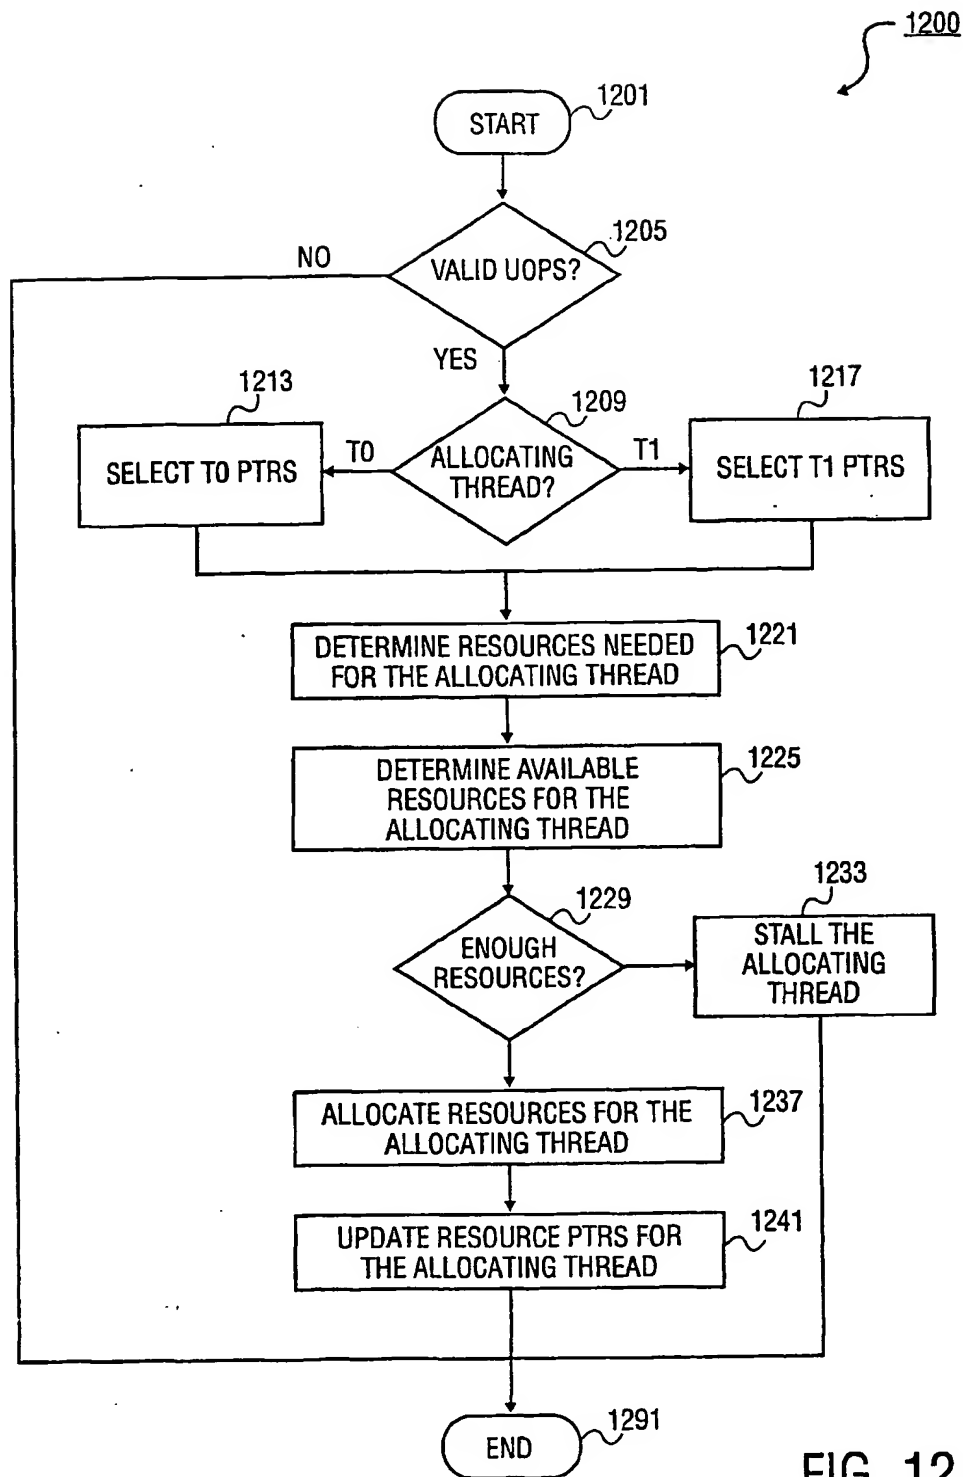 1200
1201
START
1205
VALID UOPS?
NO
YES
1213
1209
1217
SELECT T0 PTRS
T0
ALLOCATING
THREAD?
T1
SELECT T1 PTRS
DETERMINE RESOURCES NEEDED
FOR THE ALLOCATING THREAD
1221
DETERMINE AVAILABLE
RESOURCES FOR THE
ALLOCATING THREAD
1225
1229
ENOUGH
RESOURCES?
1233
STALL THE
ALLOCATING
THREAD
ALLOCATE RESOURCES FOR THE
ALLOCATING THREAD
1237
UPDATE RESOURCE PTRS FOR
THE ALLOCATING THREAD
1241
END
1291
FIG. 12